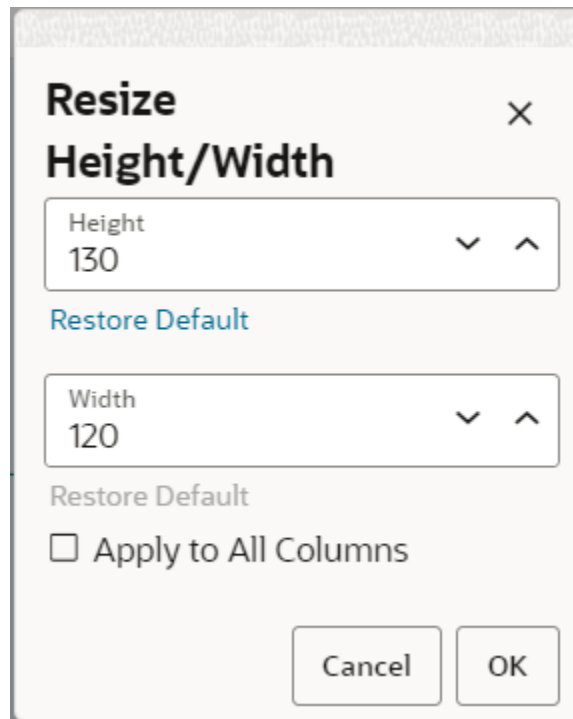 Resize
Height/Width
Height
130
Restore Default
Width
120
Restore Default
Apply to All Columns
Cancel OK